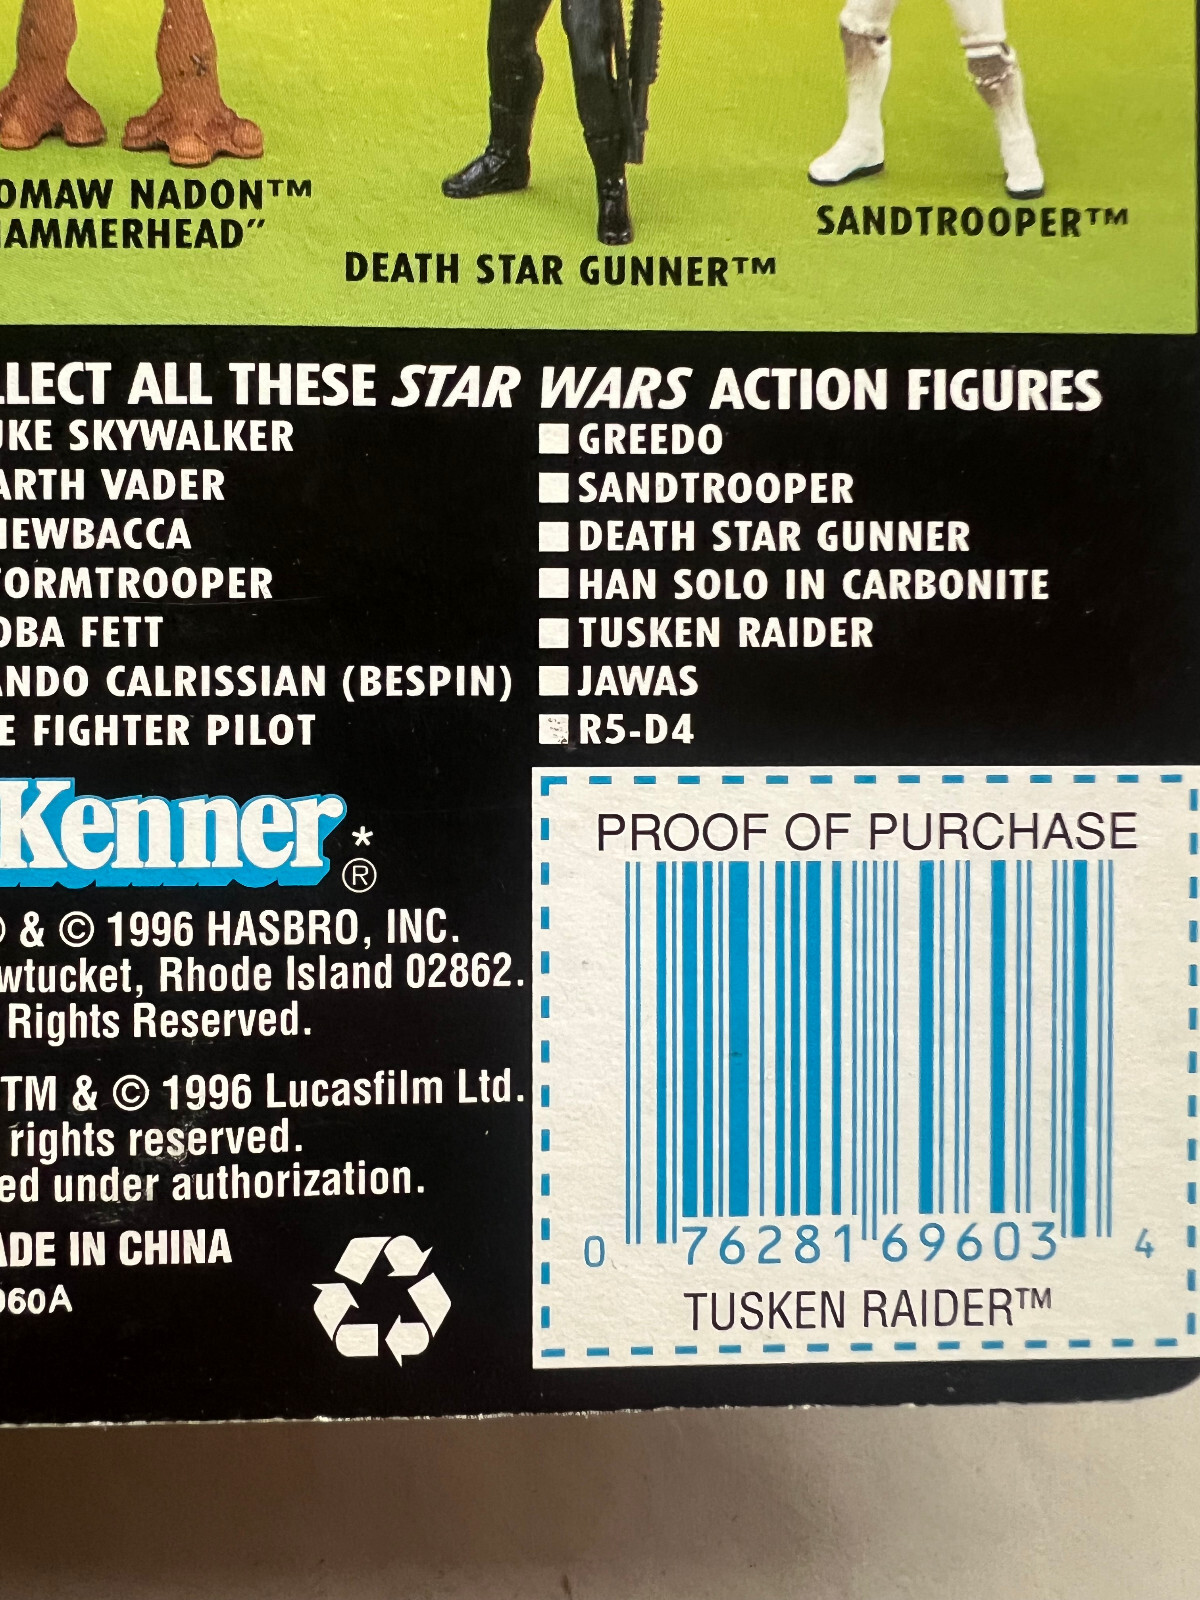 OMAW NADON™
AMMERHEAD”
DEATH STAR GUNNER™
SANDTROOPER™
LLECT ALL THESE STAR WARS ACTION FIGURES
UKE SKYWALKER
ARTH VADER
HEWBACCA
TORMTROOPER
OBA FETT
ANDO CALRISSIAN (BESPIN)
E FIGHTER PILOT
GREEDO
SANDTROOPER
DEATH STAR GUNNER
HAN SOLO IN CARBONITE
TUSKEN RAIDER
JAWAS
R5-D4
Kenner*®
& © 1996 HASBRO, INC.
wtucket, Rhode Island 02862.
Rights Reserved.
TM & © 1996 Lucasfilm Ltd.
rights reserved.
ed under authorization.
ADE IN CHINA
060A
PROOF OF PURCHASE
0 76281 69603 4
TUSKEN RAIDER™